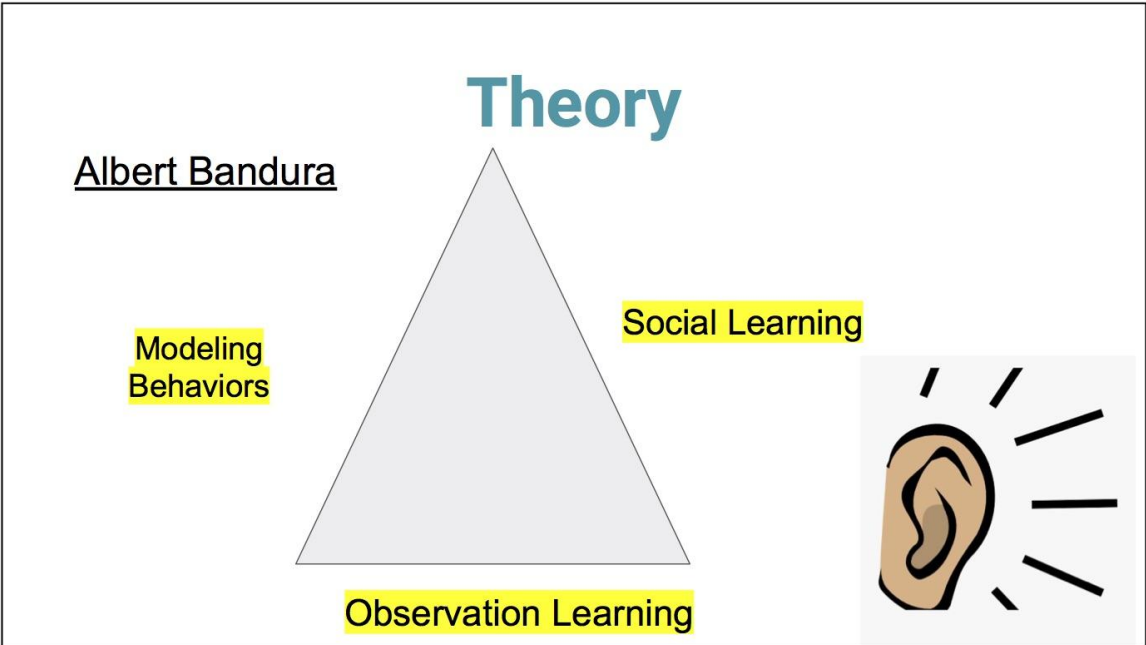 Theory
Albert Bandura
Social Learning
Modeling
Behaviors
Observation Learning